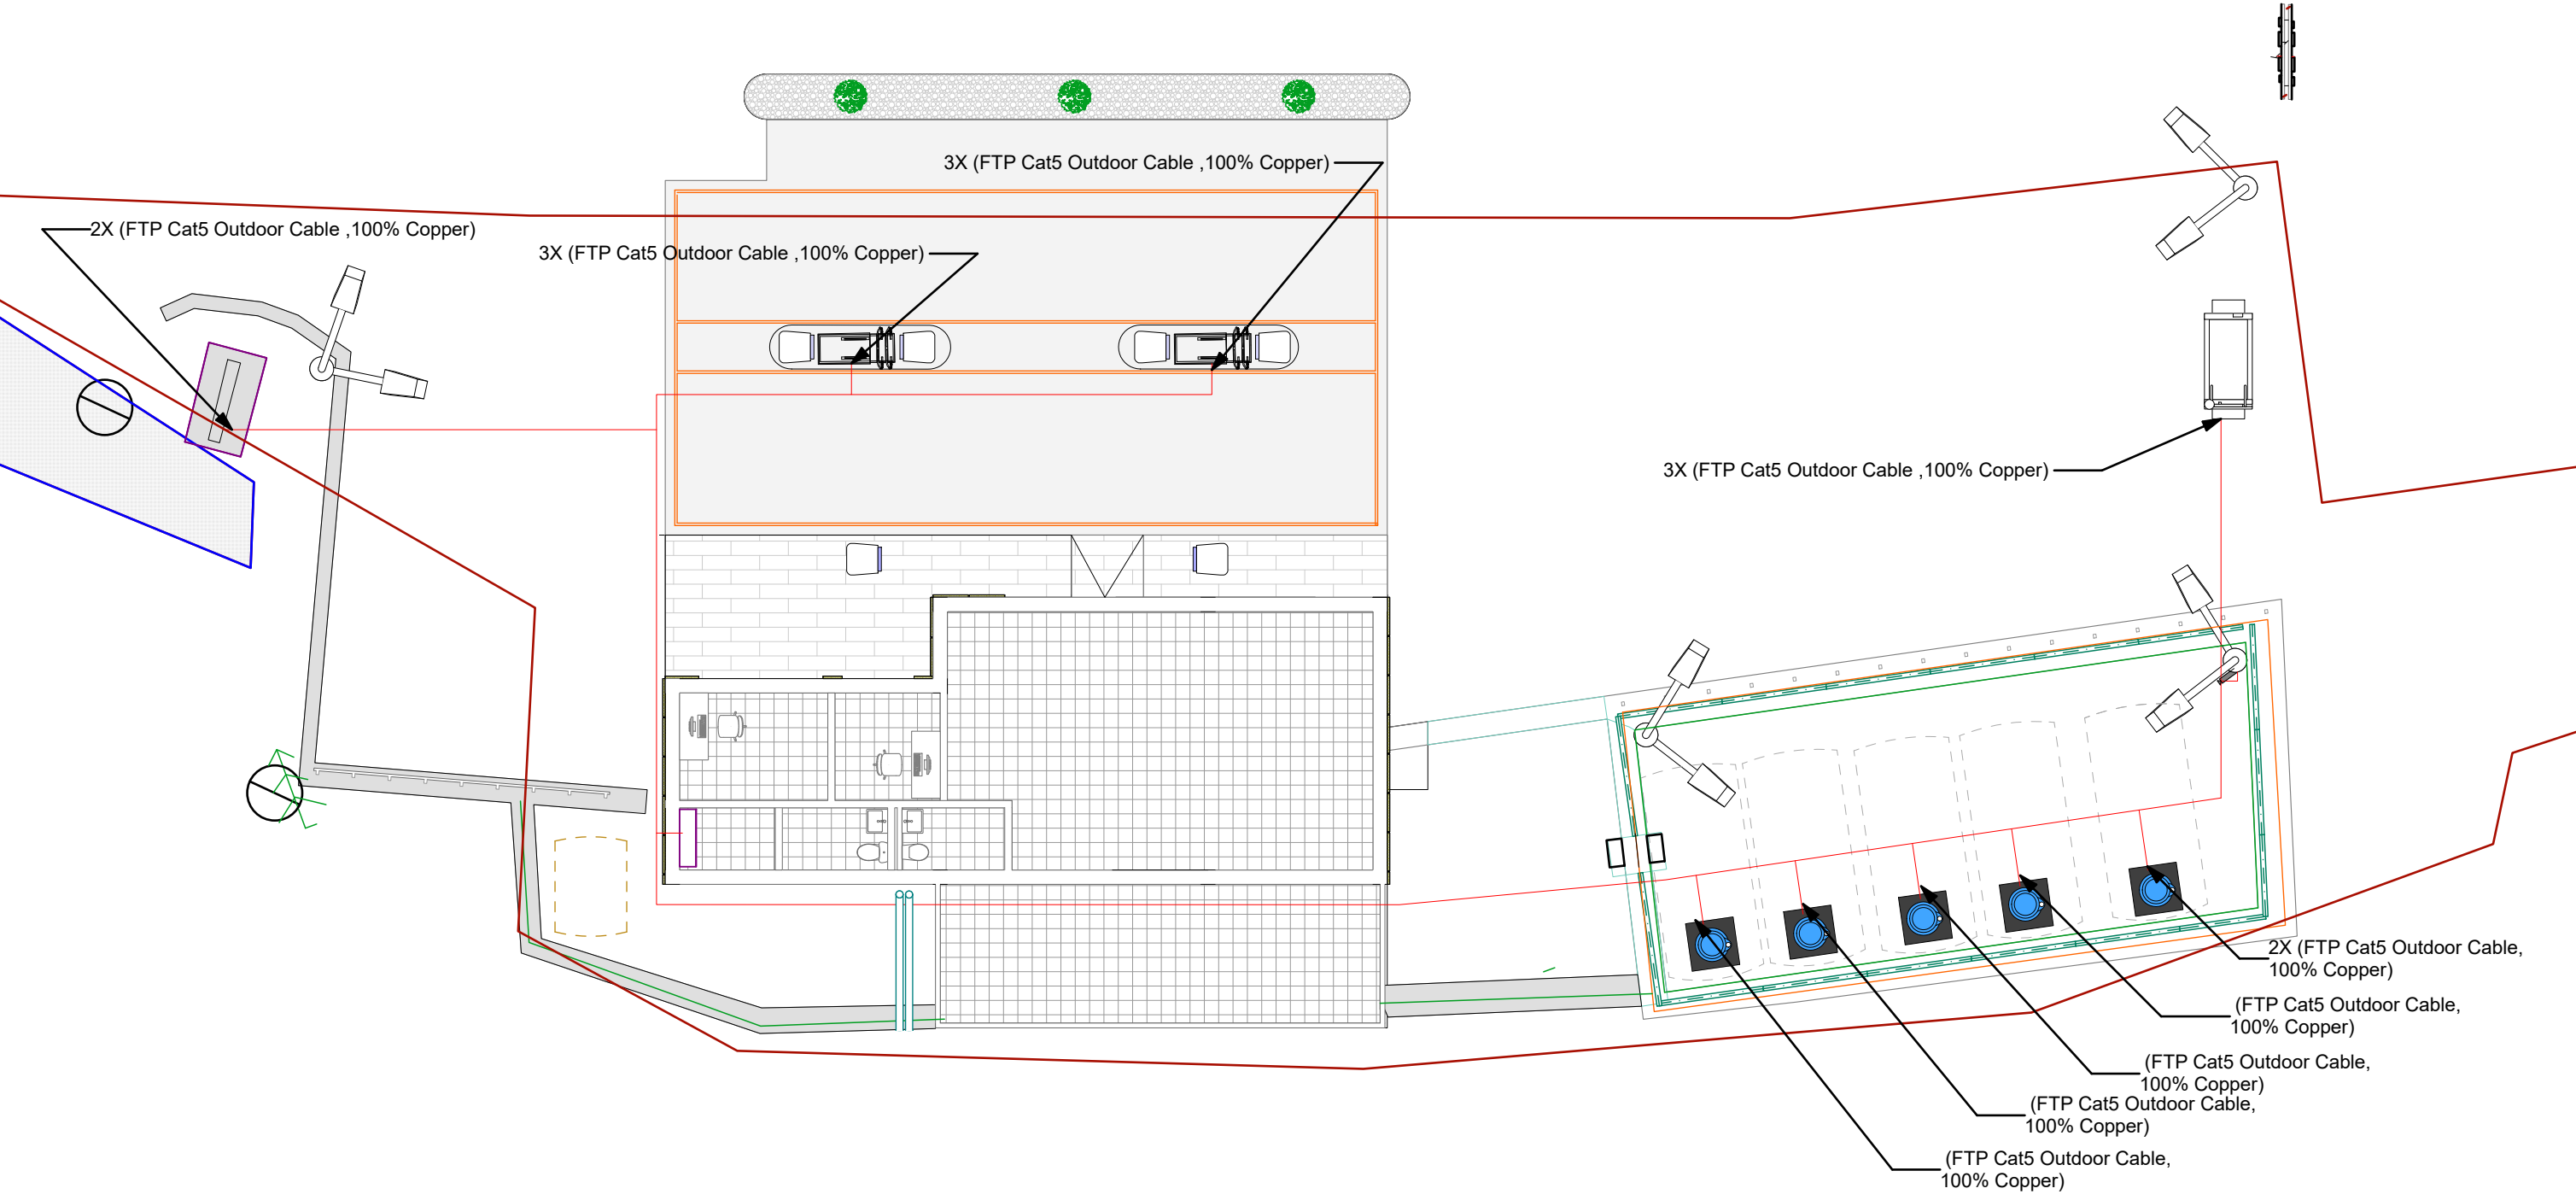 3X (FTP Cat5 Outdoor Cable ,100% Copper)
2X (FTP Cat5 Outdoor Cable ,100% Copper)
3X (FTP Cat5 Outdoor Cable ,100% Copper)
3X (FTP Cat5 Outdoor Cable ,100% Copper)
2X (FTP Cat5 Outdoor Cable,
100% Copper)
(FTP Cat5 Outdoor Cable,
100% Copper)
(FTP Cat5 Outdoor Cable,
100% Copper)
(FTP Cat5 Outdoor Cable,
100% Copper)
(FTP Cat5 Outdoor Cable,
100% Copper)